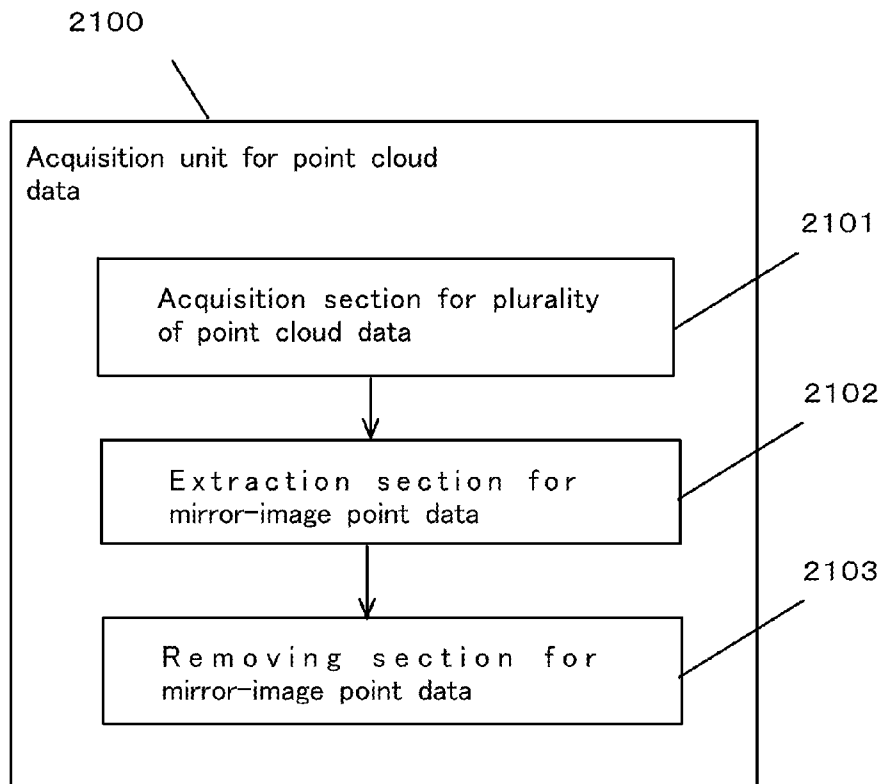 2100
Acquisition unit for point cloud
data
2101
Acquisition section for plurality
of point cloud data
2102
Extraction section for
mirror-image point data
2103
Removing section for
mirror-image point data